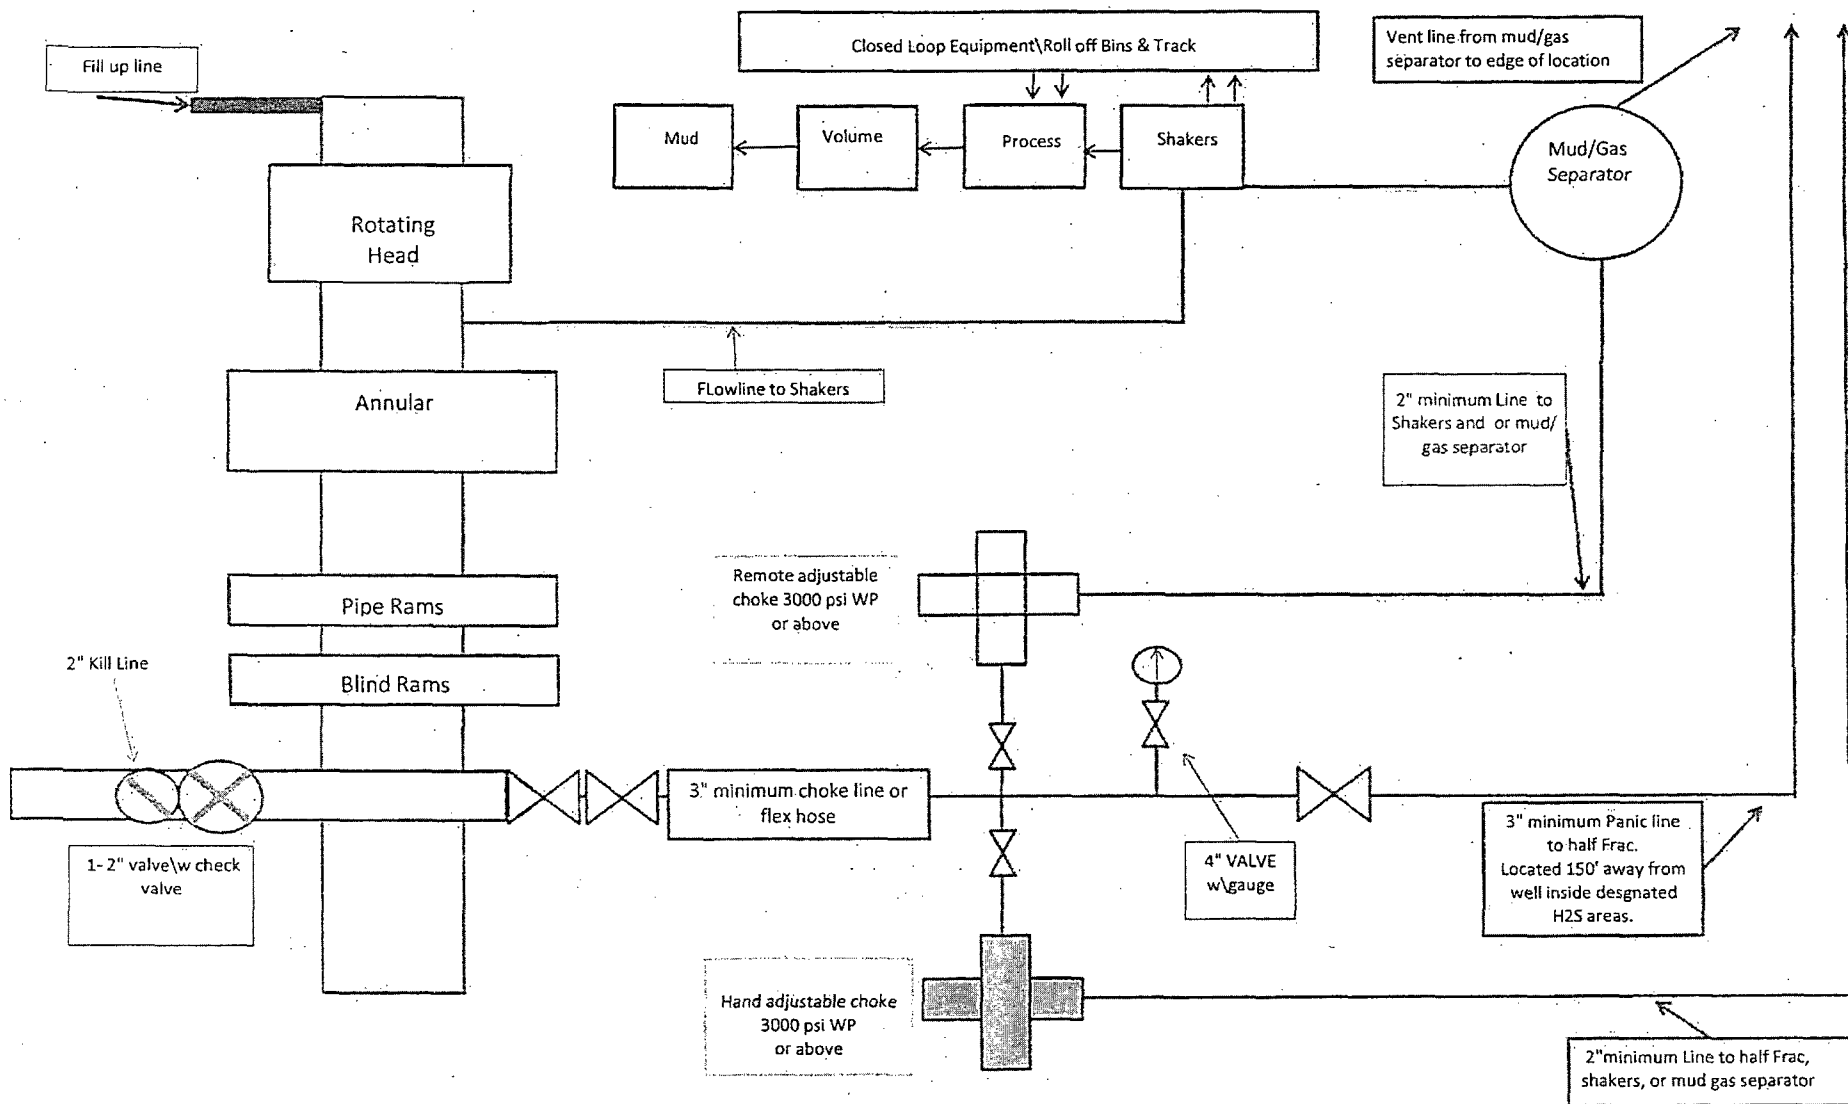 Fill up line
Closed Loop Equipment\Roll off Bins & Track
Vent line from mud/gas
separator to edge of location
Mud
Volume
Process
Shakers
Mud/Gas
Separator
Rotating
Head
FLowline to Shakers
Annular
2" minimum Line to
Shakers and or mud/
gas separator
Remote adjustable
choke 3000 psi WP
or above
Pipe Rams
2" Kill Line
Blind Rams
3" minimum choke line or
flex hose
1- 2" valve\w check
valve
4" VALVE
w\gauge
3" minimum Panic line
to half Frac.
Located 150' away from
well inside desgnated
H2S areas.
Hand adjustable choke
3000 psi WP
or above
2"minimum Line to half Frac,
shakers, or mud gas separator